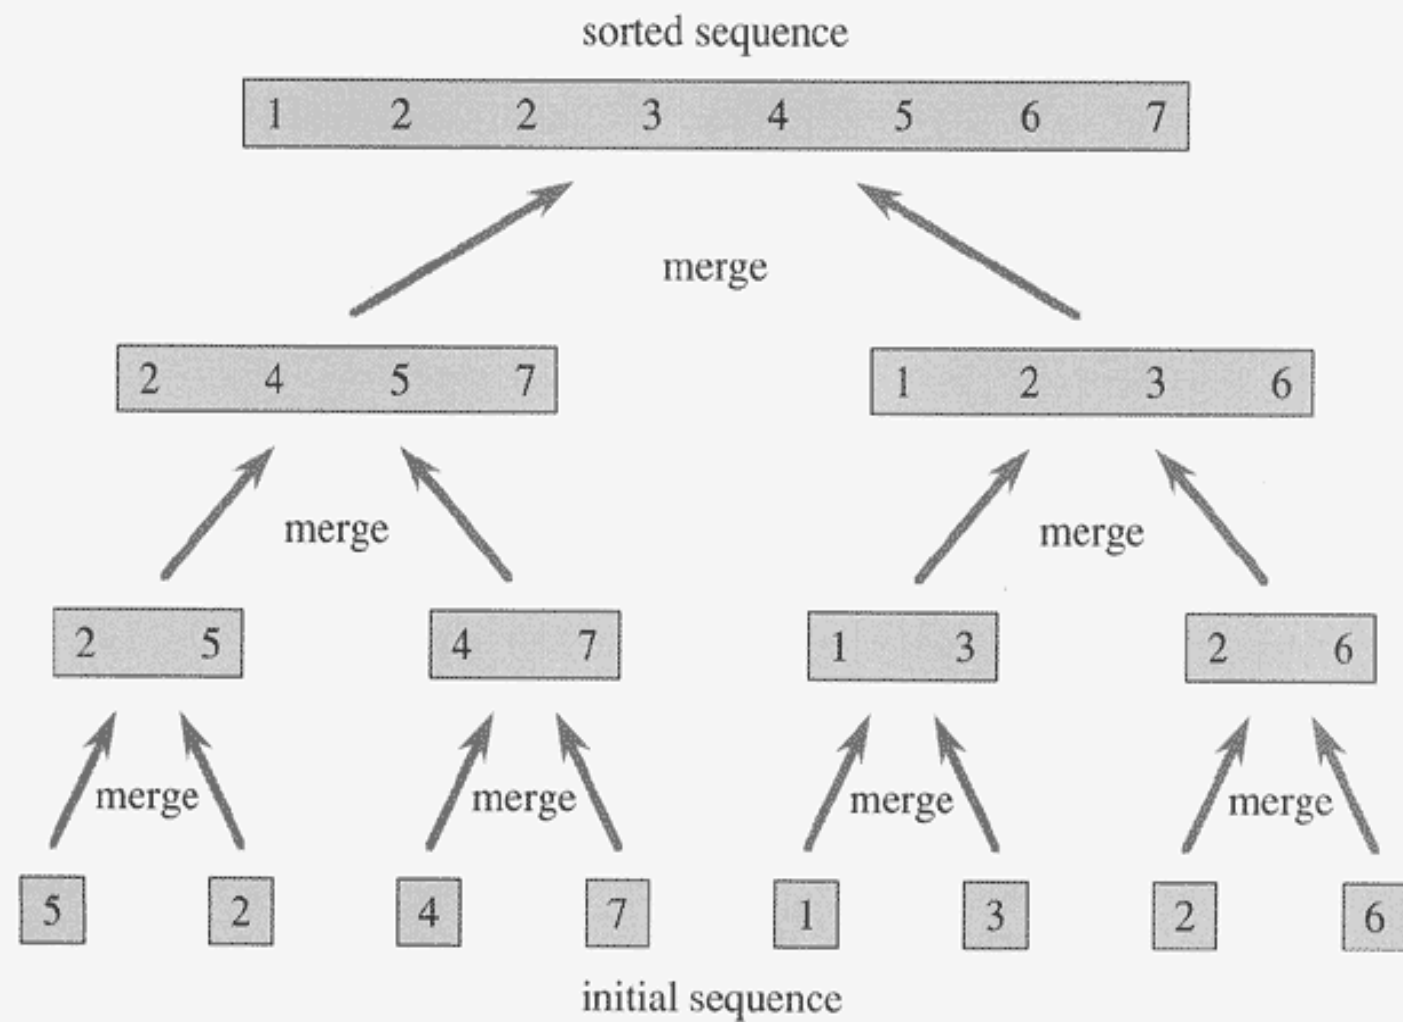 sorted sequence
1 2 2 3 4 5 6 7
merge
2 4 5 7 1 2 3 6
merge merge
2 5 4 7 1 3 2 6
merge merge merge merge
5 2 4 7 1 3 2 6
initial sequence